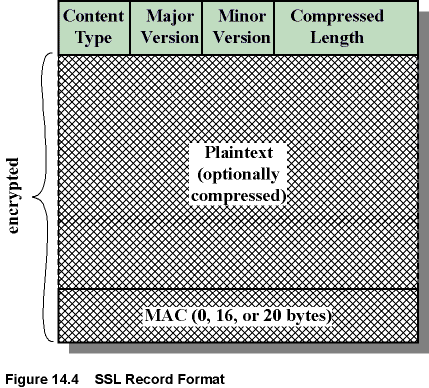 Content Type
Major Version
Minor Version
Compressed Length
encrypted
Plaintext
(optionally
compressed)
MAC (0, 16, or 20 bytes)
Figure 14.4 SSL Record Format